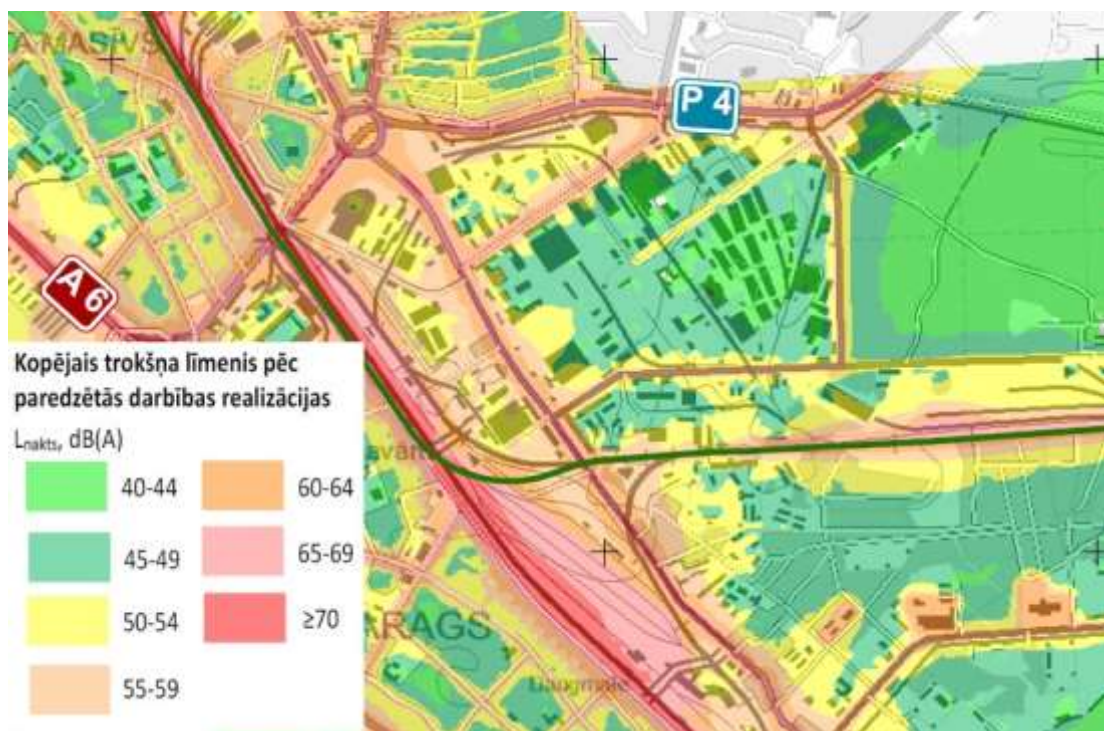 A MASĪVS
P 4
A 6
Kopējais trokšņa līmenis pēc
paredzētās darbības realizācijas
Lnakts, dB(A)
40-44
60-64
45-49
65-69
50-54
≥70
55-59
ARAGS